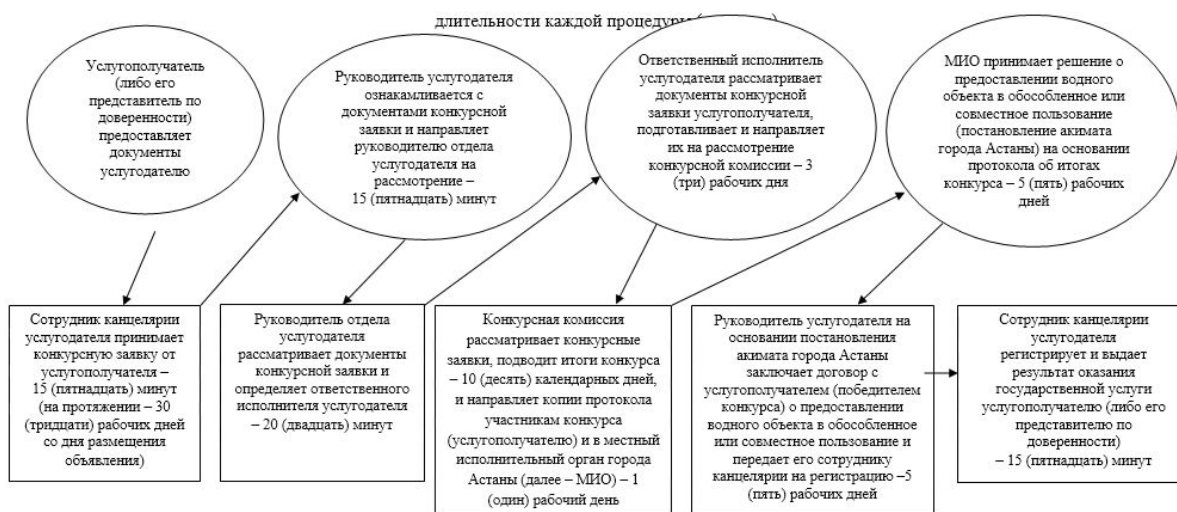 длительности каждой процедуры
Услугополучатель
(либо его
представитель по
доверенности)
предоставляет
документы
услугодателю
Руководитель услугодателя
ознакамливается с
документами конкурсной
заявки и направляет
руководителю отдела
услугодателя на
рассмотрение –
15 (пятнадцать) минут
Ответственный исполнитель
услугодателя рассматривает
документы конкурсной
заявки услугополучателя,
подготавливает и направляет
их на рассмотрение
конкурсной комиссии – 3
(три) рабочих дня
МИО принимает решение о
предоставлении водного
объекта в обособленное или
совместное пользование
(постановление акимата
города Астаны) на основании
протокола об итогах
конкурса – 5 (пять) рабочих
дней
Сотрудник канцелярии
услугодателя принимает
конкурсную заявку от
услугополучателя –
15 (пятнадцать) минут
(на протяжении – 30
(тридцати) рабочих дней
со дня размещения
объявления)
Руководитель отдела
услугодателя
рассматривает документы
конкурсной заявки и
определяет ответственного
исполнителя услугодателя
– 20 (двадцать) минут
Конкурсная комиссия
рассматривает конкурсные
заявки, подводит итоги конкурса
– 10 (десять) календарных дней,
и направляет копии протокола
участникам конкурса
(услугополучателю) и в местный
исполнительный орган города
Астаны (далее – МИО) – 1
(один) рабочий день
Руководитель услугодателя на
основании постановления
акимата города Астаны
заключает договор с
услугополучателем (победителем
конкурса) о предоставлении
водного объекта в обособленное
или совместное пользование и
передает его сотруднику
канцелярии на регистрацию –5
(пять) рабочих дней
Сотрудник канцелярии
услугодателя
регистрирует и выдает
результат оказания
государственной услуги
услугополучателю (либо его
представителю по
доверенности)
– 15 (пятнадцать) минут